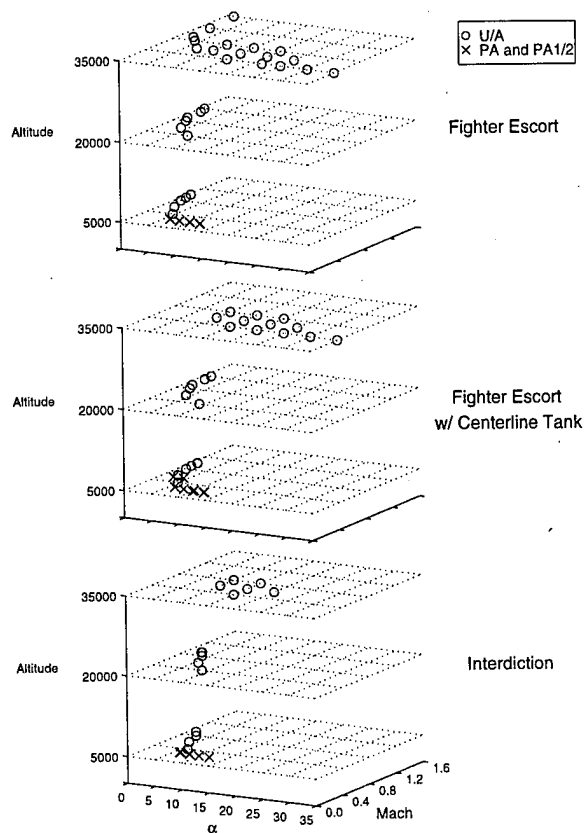 U/A
PA and PA1/2
35000
Altitude
20000
5000
Fighter Escort
35000
Altitude
20000
5000
Fighter Escort
w/ Centerline Tank
35000
Altitude
20000
5000
Interdiction
0
5
10
15
20
25
30
35
α
0.0
0.4
0.8
1.2
1.6
Mach